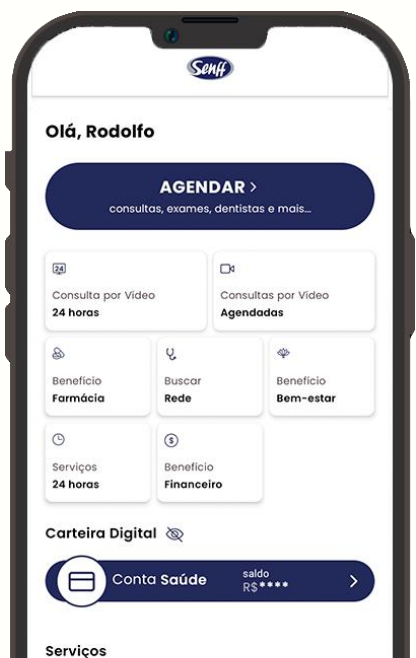 Senff
Olá, Rodolfo
AGENDAR >
consultas, exames, dentistas e mais...
24
Consulta por Vídeo
24 horas
Consultas por Vídeo
Agendadas
Benefício
Farmácia
Buscar
Rede
Benefício
Bem-estar
Serviços
24 horas
$
Benefício
Financeiro
Carteira Digital
Conta Saúde
saldo
R$****
Serviços